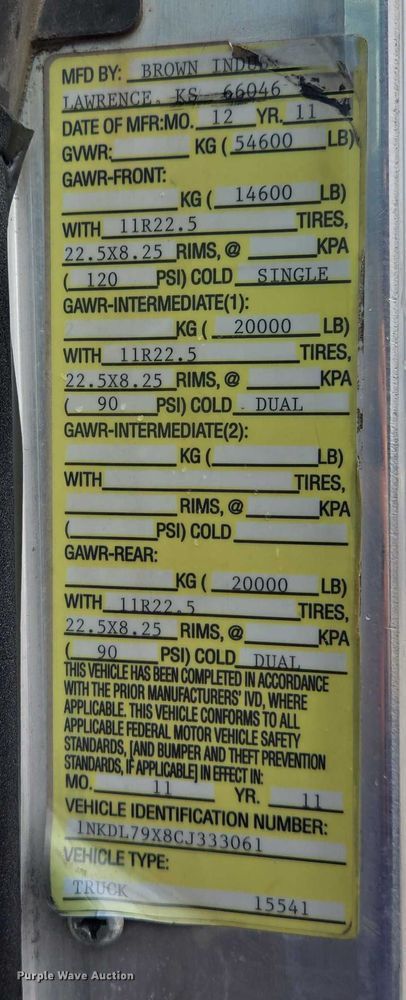 MFD BY: BROWN INDUS
LAWRENCE, KS 66046
DATE OF MFR:MO. 12 YR. 11
GVWR: KG ( 54600 LB)
GAWR-FRONT:
KG ( 14600 LB)
WITH 11R22.5 TIRES,
22.5X8.25 RIMS, @ KPA
( 120 PSI) COLD SINGLE
GAWR-INTERMEDIATE(1):
KG ( 20000 LB)
WITH 11R22.5 TIRES,
22.5X8.25 RIMS, @ KPA
( 90 PSI) COLD DUAL
GAWR-INTERMEDIATE(2):
KG ( LB)
WITH TIRES,
RIMS, @ KPA
( PSI) COLD
GAWR-REAR:
KG ( 20000 LB)
WITH 11R22.5 TIRES,
22.5X8.25 RIMS, @ KPA
( 90 PSI) COLD DUAL
THIS VEHICLE HAS BEEN COMPLETED IN ACCORDANCE
WITH THE PRIOR MANUFACTURERS' IVD, WHERE
APPLICABLE. THIS VEHICLE CONFORMS TO ALL
APPLICABLE FEDERAL MOTOR VEHICLE SAFETY
STANDARDS, [AND BUMPER AND THEFT PREVENTION
STANDARDS, IF APPLICABLE] IN EFFECT IN:
MO. 11 YR. 11
VEHICLE IDENTIFICATION NUMBER:
1NKDL79X8CJ333061
VEHICLE TYPE:
TRUCK 15541
Purple Wave Auction